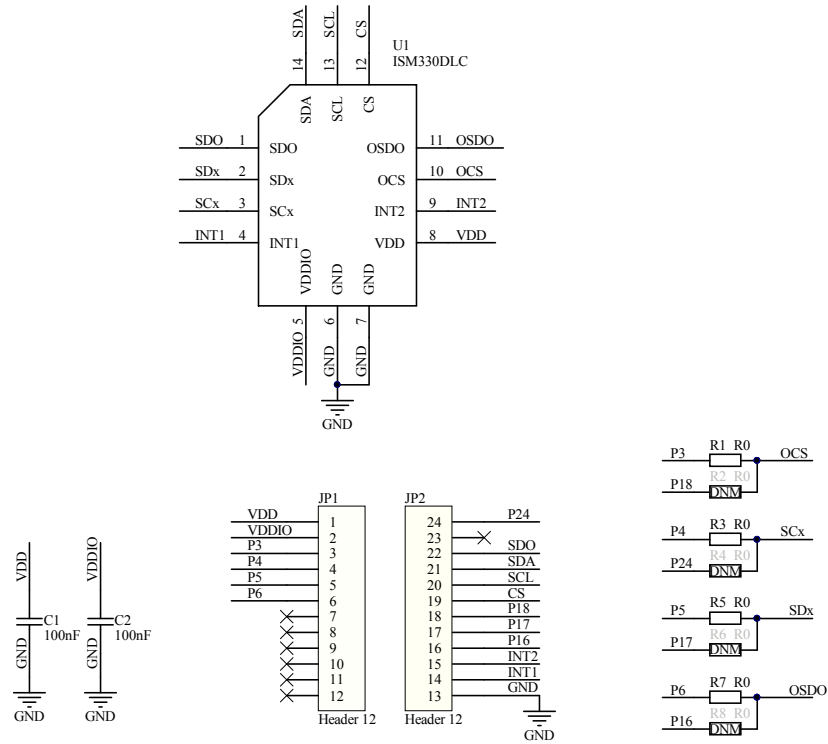 SDA SCL CS
14 13 12
U1
ISM330DLC
SDA SCL CS
SDO 1 SDO OSDO 11 OSDO
SDx 2 SDx OCS 10 OCS
SCx 3 SCx INT2 9 INT2
INT1 4 INT1 VDD 8 VDD
VDDIO GND GND
5 6 7
VDDIO GND GND
GND
P3 R1 R0 OCS
R2 R0
P18 DNM
P4 R3 R0 SCx
R4 R0
P24 DNM
P5 R5 R0 SDx
R6 R0
P17 DNM
P6 R7 R0 OSDO
R8 R0
P16 DNM
VDD VDDIO
C1 C2
100nF 100nF
GND GND
GND GND
JP1
VDD 1
VDDIO 2
P3 3
P4 4
P5 5
P6 6
7
8
9
10
11
12
Header 12
JP2
24 P24
23
22 SDO
21 SDA
20 SCL
19 CS
18 P18
17 P17
16 P16
15 INT2
14 INT1
13 GND
Header 12
GND